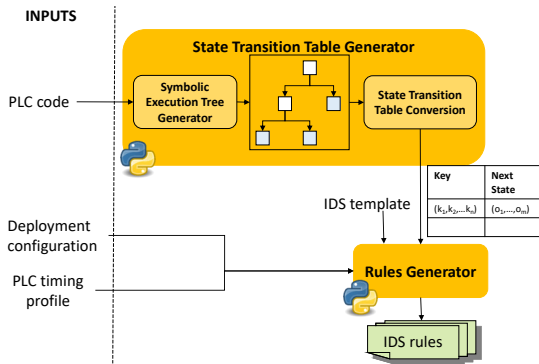 INPUTS
State Transition Table Generator
Symbolic
Execution Tree
Generator
State Transition
Table Conversion
PLC code
Key
Next
State
(k1,k2,...kn)
(o1,...,om)
IDS template
Deployment
configuration
PLC timing
profile
Rules Generator
IDS rules